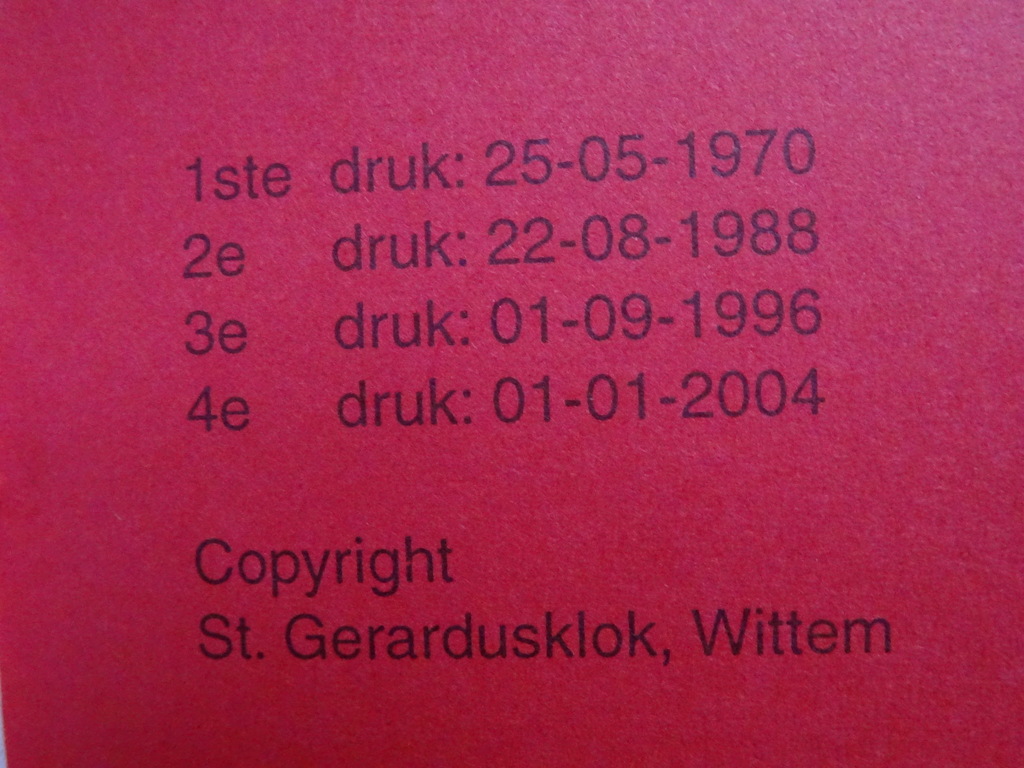 1ste druk: 25-05-1970
2e druk: 22-08-1988
3e druk: 01-09-1996
4e druk: 01-01-2004
Copyright
St. Gerardusklok, Wittem